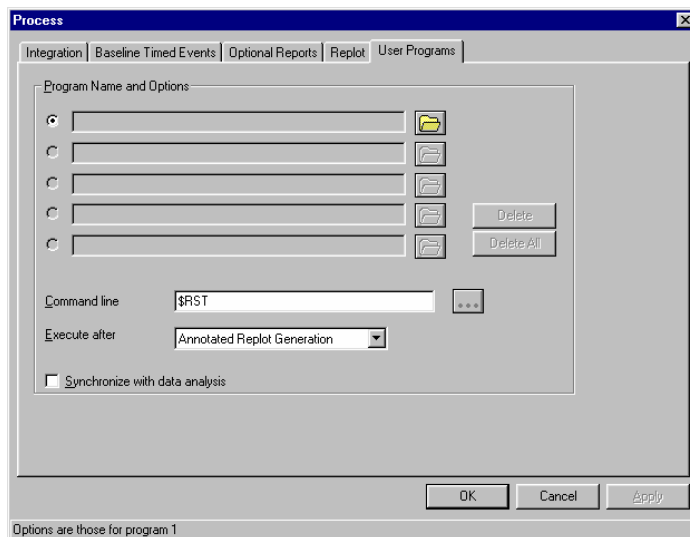 Process
Integration Baseline Timed Events Optional Reports Replot User Programs
Program Name and Options
Delete
Delete All
Command line $RST ...
Execute after Annotated Replot Generation
Synchronize with data analysis
OK Cancel Apply
Options are those for program 1